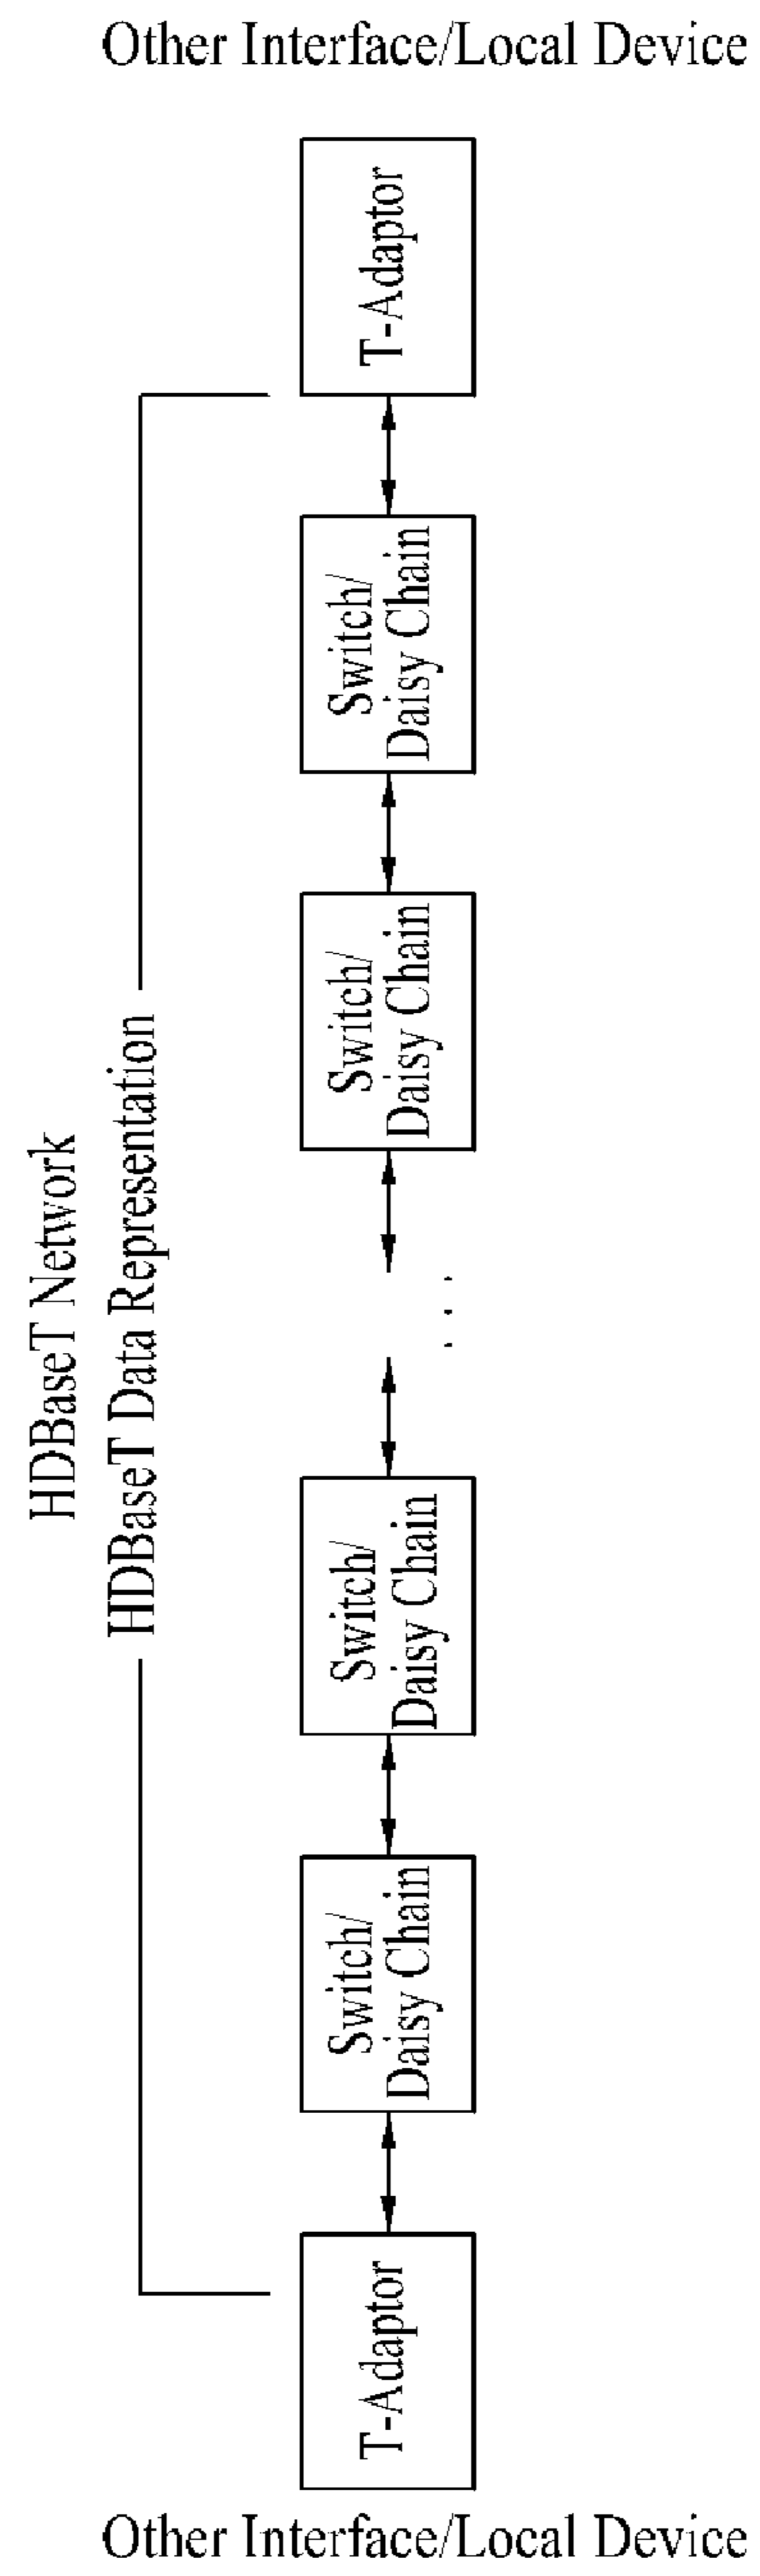 Other Interface/Local Device
T-Adaptor
Switch/
Daisy Chain
Switch/
Daisy Chain
HDBaseT Network
HDBaseT Data Representation
. . .
Switch/
Daisy Chain
Switch/
Daisy Chain
T-Adaptor
Other Interface/Local Device